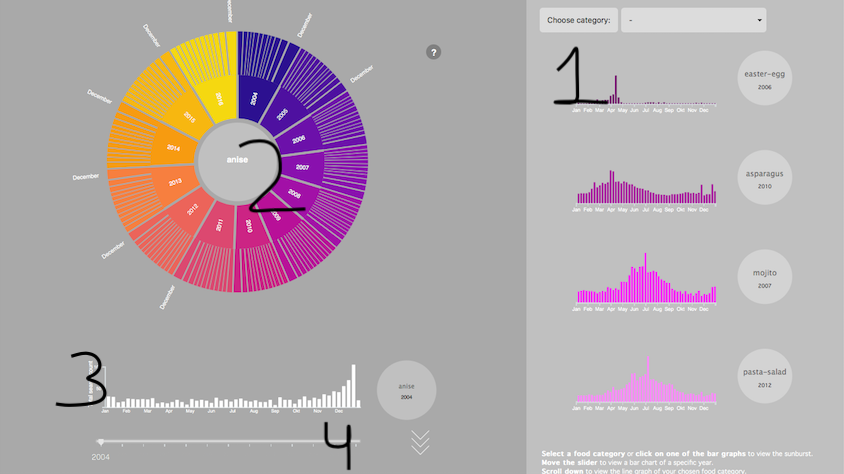 Choose category: -
1
easter-egg
2006
Jan Feb Mar Apr May Jun Jul Aug Sep Oct Nov Dec
asparagus
2010
Jan Feb Mar Apr May Jun Jul Aug Sep Oct Nov Dec
mojito
2007
Jan Feb Mar Apr May Jun Jul Aug Sep Oct Nov Dec
pasta-salad
2012
Jan Feb Mar Apr May Jun Jul Aug Sep Oct Nov Dec
Select a food category or click on one of the bar graphs to view the sunburst.
Move the slider to view a bar chart of a specific year.
Scroll down to view the line graph of your chosen food category.
?
December
December
December
December
December
December
December
December
2004
2005
2006
2007
2008
2009
2010
2011
2012
2013
2014
2015
2016
anise
2
3
Jan Feb Mar Apr May Jun Jul Aug Sep Oct Nov Dec
anise
2004
4
2004